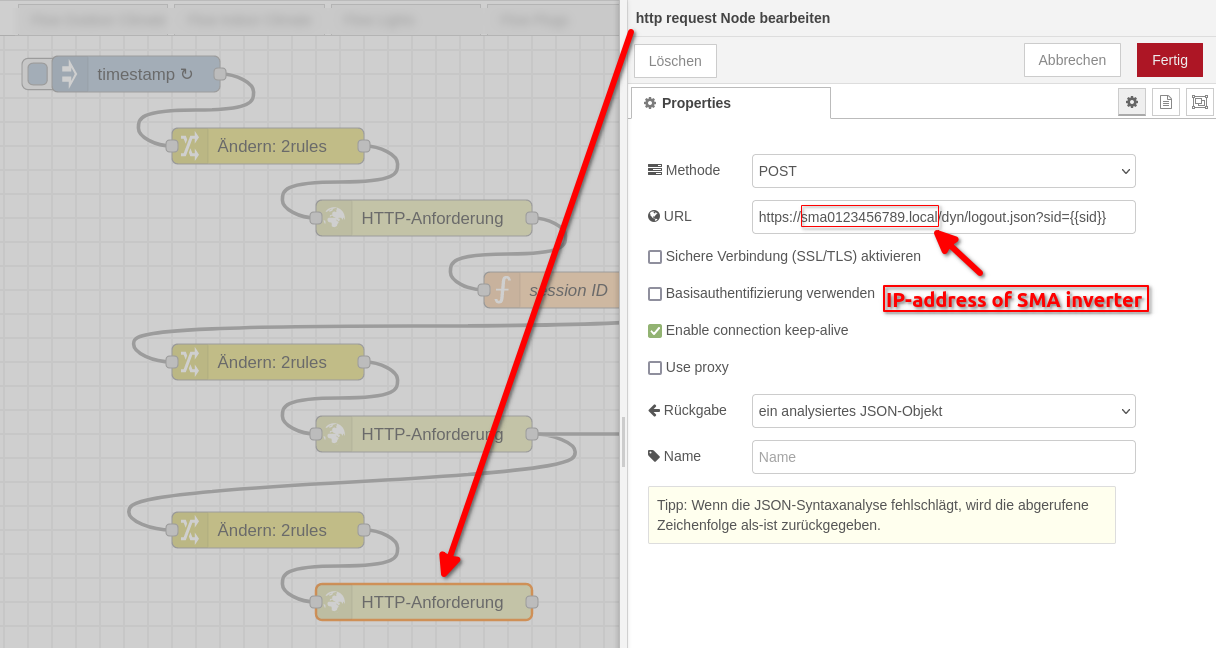 http request Node bearbeiten
Löschen
Abbrechen
Fertig
Properties
timestamp ↻
Ändern: 2rules
HTTP-Anforderung
session ID
Ändern: 2rules
HTTP-Anforderung
Ändern: 2rules
HTTP-Anforderung
Methode
POST
URL
https://sma0123456789.local/dyn/logout.json?sid={{sid}}
Sichere Verbindung (SSL/TLS) aktivieren
Basisauthentifizierung verwenden
IP-address of SMA inverter
Enable connection keep-alive
Use proxy
Rückgabe
ein analysiertes JSON-Objekt
Name
Name
Tipp: Wenn die JSON-Syntaxanalyse fehlschlägt, wird die abgerufene
Zeichenfolge als-ist zurückgegeben.